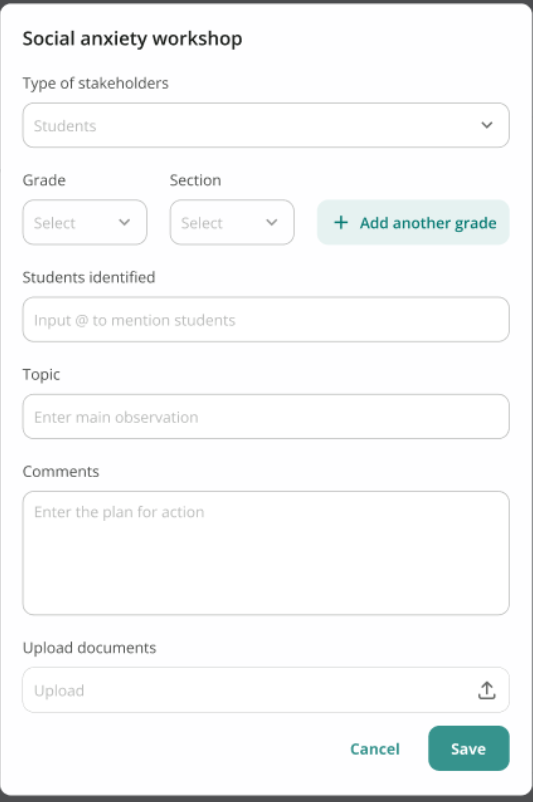 Social anxiety workshop
Type of stakeholders
Students
Grade Section
Select Select + Add another grade
Students identified
Input @ to mention students
Topic
Enter main observation
Comments
Enter the plan for action
Upload documents
Upload
Cancel Save